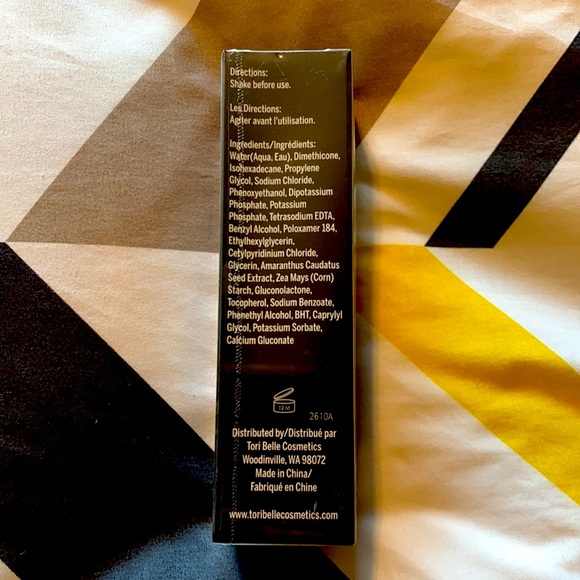 Directions:
Shake before use.
Les Directions:
Agiter avant l'utilisation.
Ingredients/Ingrédients:
Water(Aqua, Eau), Dimethicone,
Isohexadecane, Propylene
Glycol, Sodium Chloride,
Phenoxyethanol, Dipotassium
Phosphate, Potassium
Phosphate, Tetrasodium EDTA,
Benzyl Alcohol, Poloxamer 184,
Ethylhexylglycerin,
Cetylpyridinium Chloride,
Glycerin, Amaranthus Caudatus
Seed Extract, Zea Mays (Corn)
Starch, Gluconolactone,
Tocopherol, Sodium Benzoate,
Phenethyl Alcohol, BHT, Caprylyl
Glycol, Potassium Sorbate,
Calcium Gluconate
12 M
2610A
Distributed by/Distribué par
Tori Belle Cosmetics
Woodinville, WA 98072
Made in China/
Fabriqué en Chine
www.toribellecosmetics.com